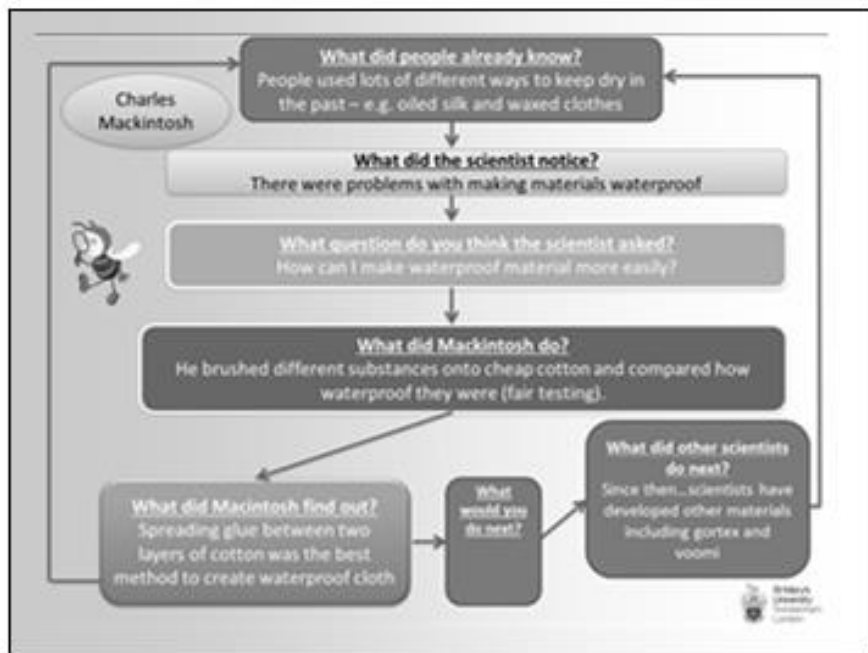 What did people already know?
People used lots of different ways to keep dry in
the past – e.g. oiled silk and waxed clothes
Charles
Mackintosh
What did the scientist notice?
There were problems with making materials waterproof
What question do you think the scientist asked?
How can I make waterproof material more easily?
What did Mackintosh do?
He brushed different substances onto cheap cotton and compared how
waterproof they were (fair testing).
What did Macintosh find out?
Spreading glue between two
layers of cotton was the best
method to create waterproof cloth
What
would you
do next?
What did other scientists
do next?
Since then...scientists have
developed other materials
including gortex and
voomi
St Mary's
University
Twickenham
London